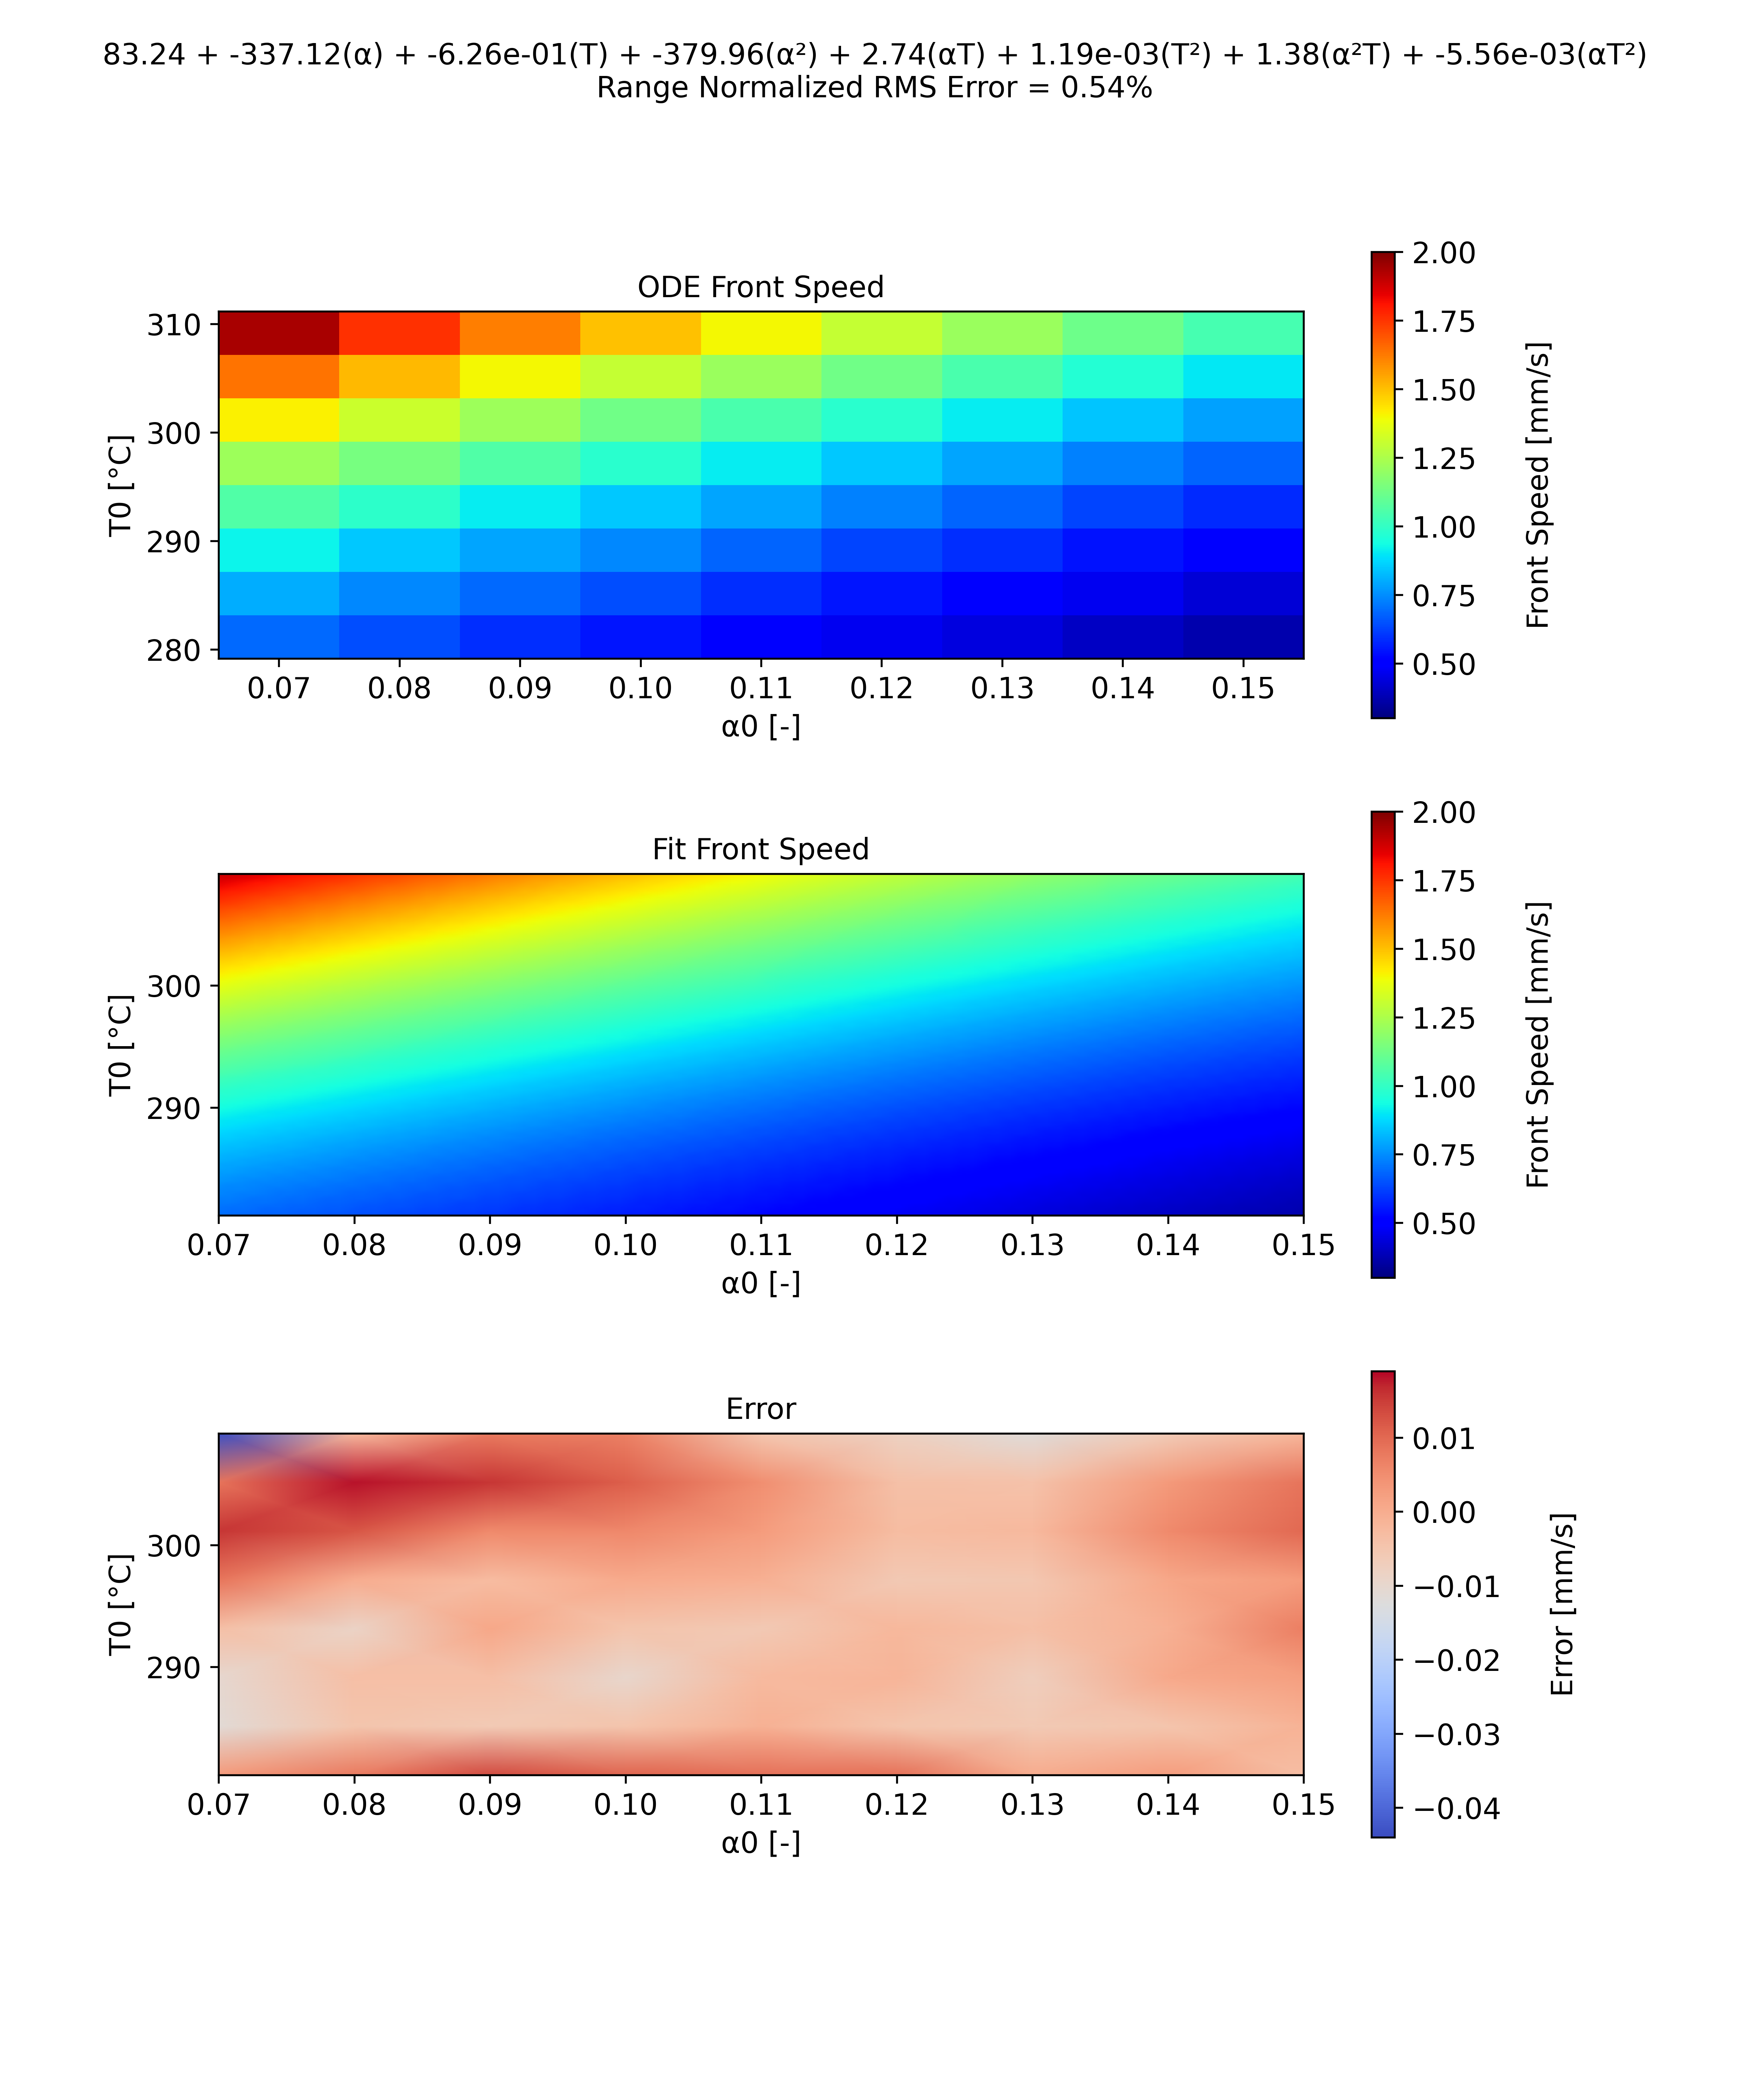 83.24 + -337.12(α) + -6.26e-01(T) + -379.96(α²) + 2.74(αT) + 1.19e-03(T²) + 1.38(α²T) + -5.56e-03(αT²)
Range Normalized RMS Error = 0.54%
ODE Front Speed
T0 [°C]
310
300
290
280
0.07 0.08 0.09 0.10 0.11 0.12 0.13 0.14 0.15
α0 [-]
2.00
1.75
1.50
1.25
1.00
0.75
0.50
Front Speed [mm/s]
Fit Front Speed
T0 [°C]
300
290
0.07 0.08 0.09 0.10 0.11 0.12 0.13 0.14 0.15
α0 [-]
2.00
1.75
1.50
1.25
1.00
0.75
0.50
Front Speed [mm/s]
Error
T0 [°C]
300
290
0.07 0.08 0.09 0.10 0.11 0.12 0.13 0.14 0.15
α0 [-]
0.01
0.00
−0.01
−0.02
−0.03
−0.04
Error [mm/s]